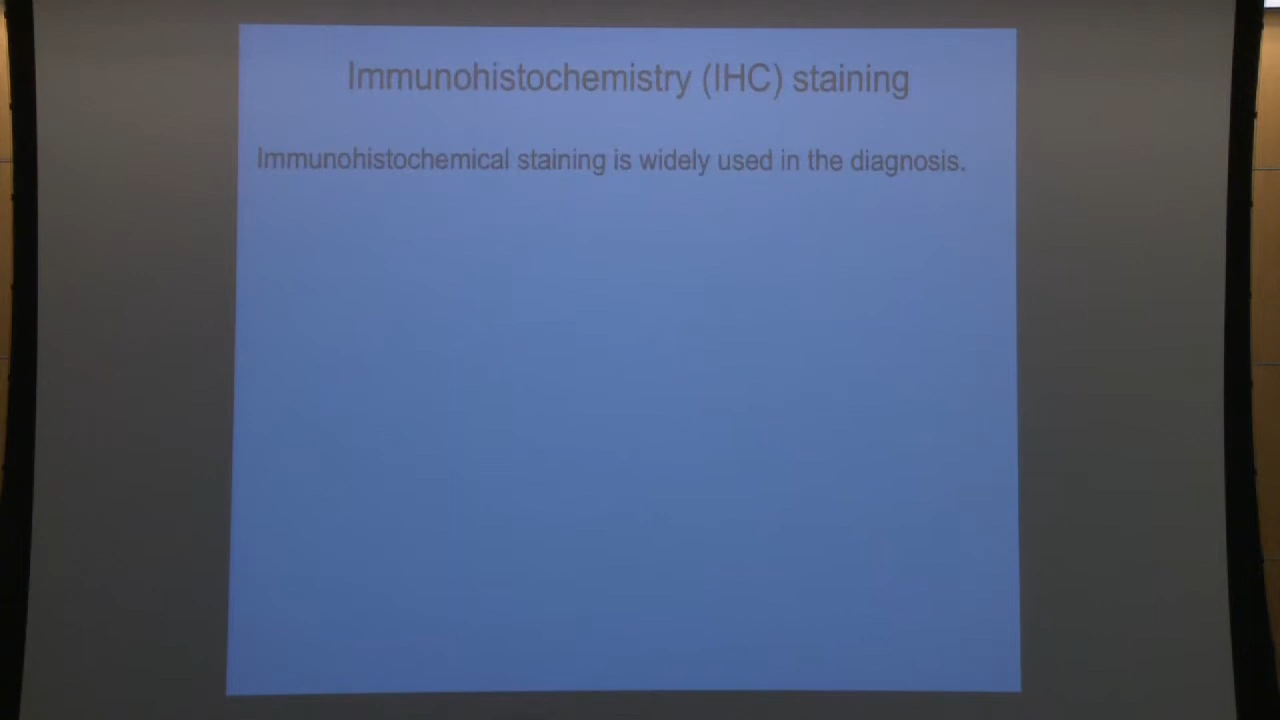 Immunohistochemistry (IHC) staining
Immunohistochemical staining is widely used in the diagnosis.